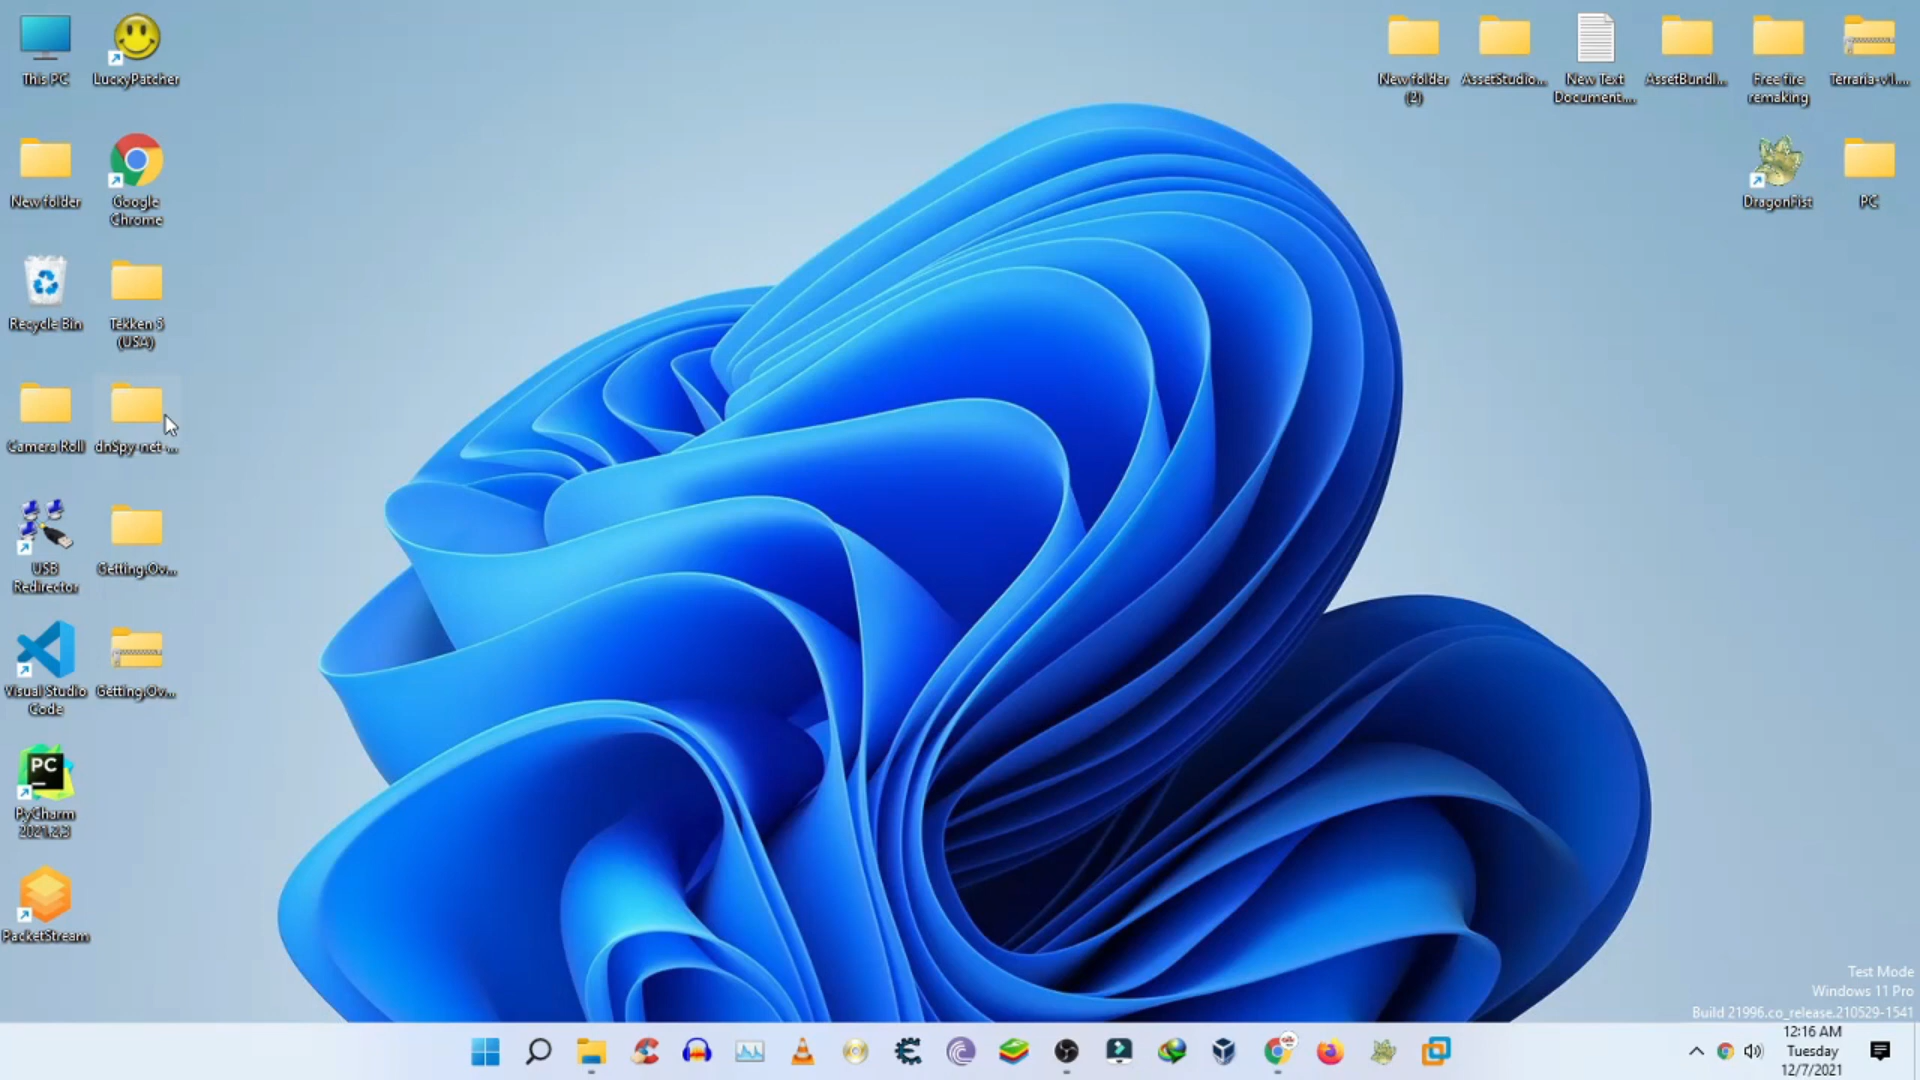 This PC
LuckyPatcher
New folder
Google
Chrome
Recycle Bin
Tekken 5
(USA)
Camera Roll
dnSpy-net-...
USB
Redirector
Getting.Ov...
Visual Studio
Code
Getting.Ov...
PC
PyCharm
2021.2.3
PacketStream
New folder
(2)
AssetStudio...
New Text
Document....
AssetBundl...
Free fire
remaking
Terraria-v1....
DragonFist
PC
Test Mode
Windows 11 Pro
Build 21996.co_release.210529-1541
12:16 AM
Tuesday
12/7/2021